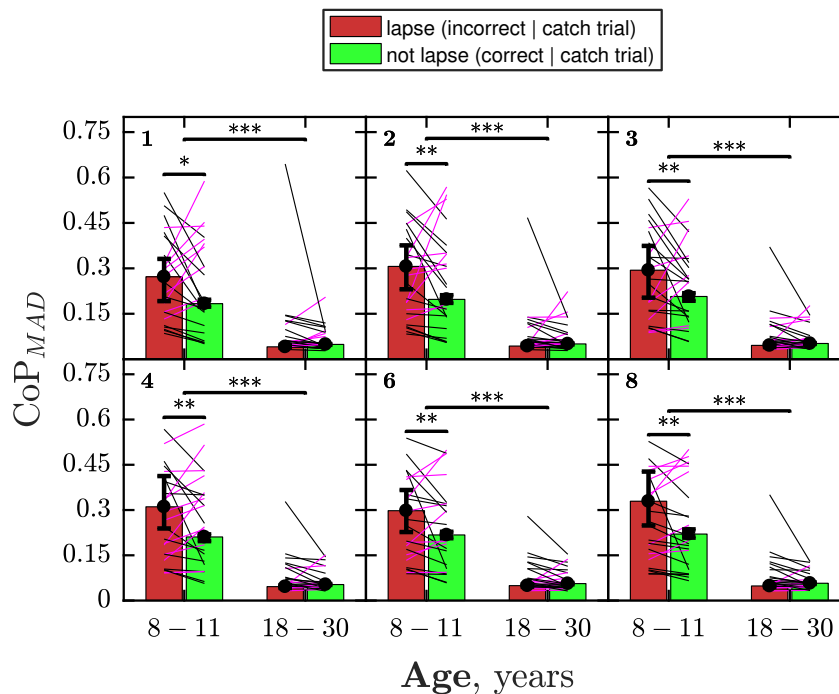 lapse (incorrect | catch trial)
not lapse (correct | catch trial)
1
2
3
***
***
***
*
**
**
0.75
0.6
0.45
0.3
0.15
4
6
8
***
***
***
**
**
**
0.75
0.6
0.45
0.3
0.15
0
CoP_MAD
8 − 11
18 − 30
8 − 11
18 − 30
8 − 11
18 − 30
Age, years